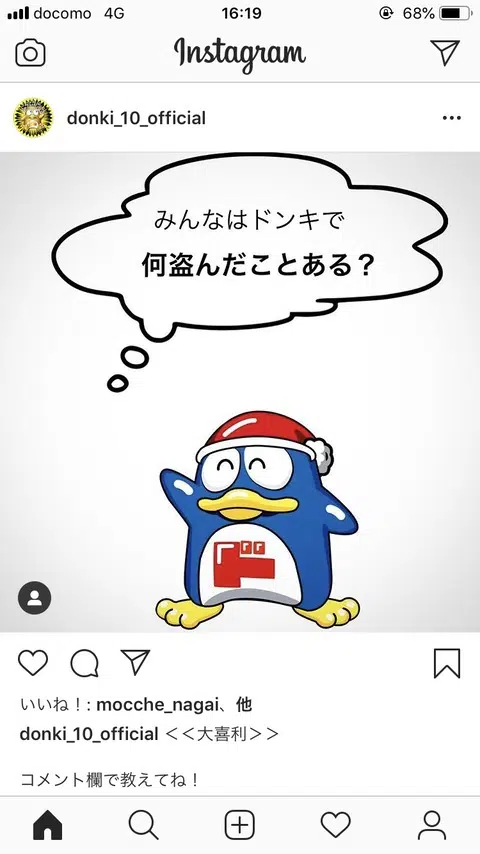 docomo 4G 16:19 68%
Instagram
donki_10_official
みんなはドンキで
何盗んだことある？
ド
いいね！: mocche_nagai、他
donki_10_official ＜＜大喜利＞＞
コメント欄で教えてね！